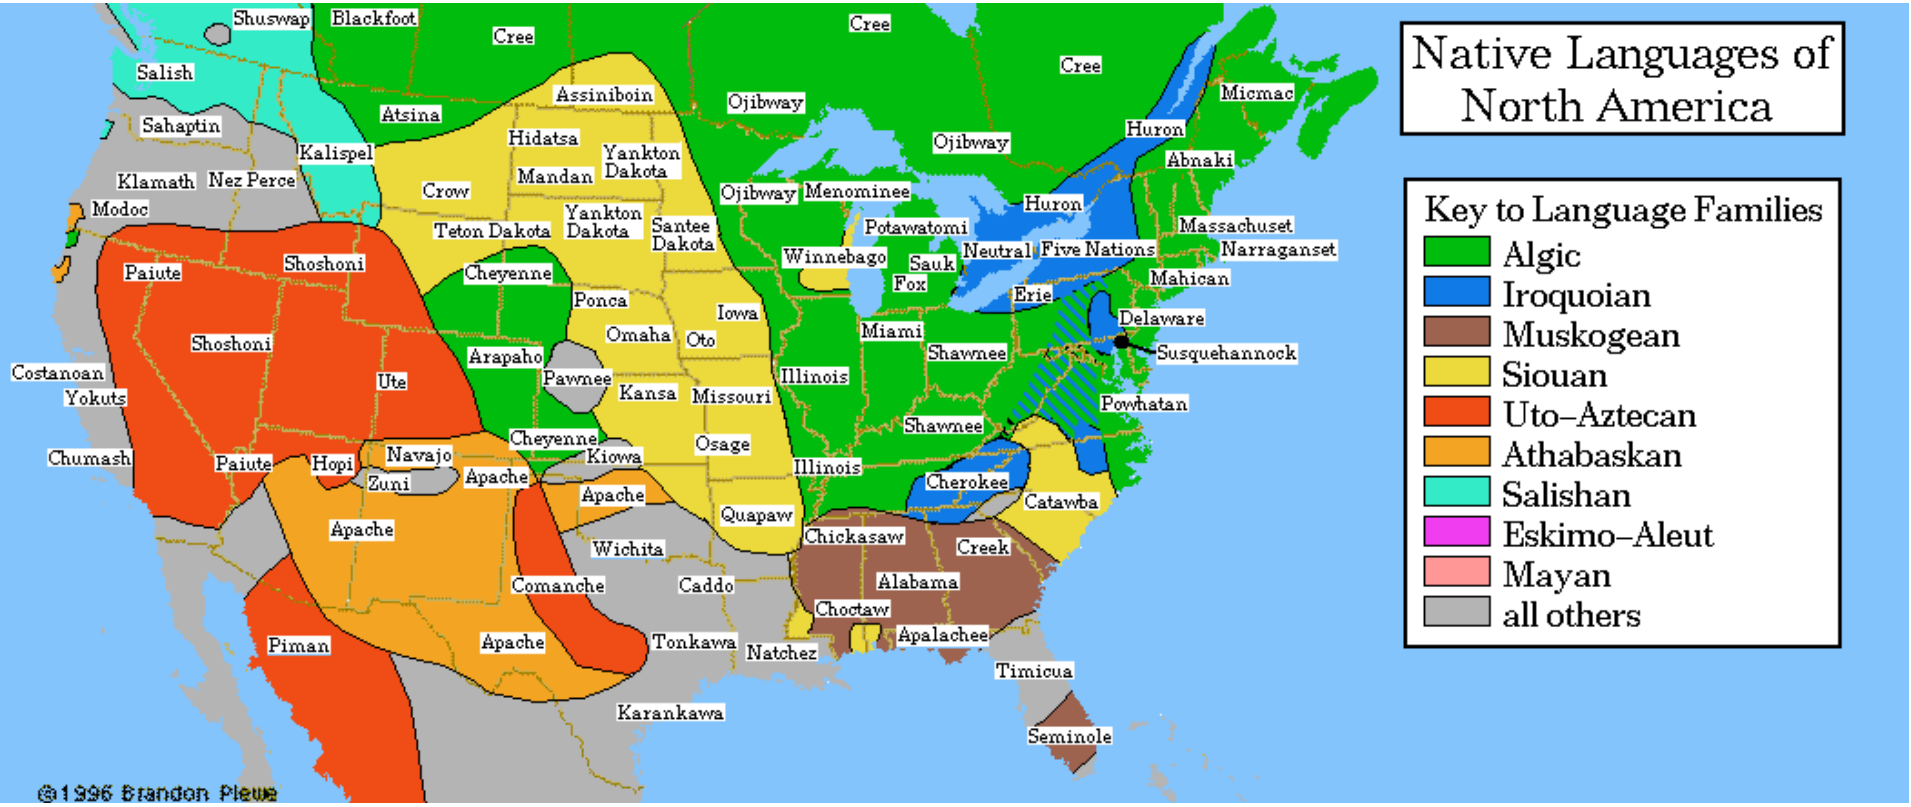 Native Languages of
North America
Key to Language Families
Algic
Iroquoian
Muskogean
Siouan
Uto–Aztecan
Athabaskan
Salishan
Eskimo–Aleut
Mayan
all others
Shuswap
Blackfoot
Cree
Cree
Cree
Salish
Atsina
Assiniboin
Ojibway
Micmac
Sahaptin
Hidatsa
Huron
Ojibway
Kalispel
Yankton
Dakota
Abnaki
Klamath
Nez Perce
Crow
Mandan
Ojibway
Menominee
Huron
Modoc
Teton Dakota
Yankton
Dakota
Santee
Dakota
Potawatomi
Massachuset
Neutral
Five Nations
Narraganset
Paiute
Shoshoni
Cheyenne
Winnebago
Sauk
Fox
Mahican
Ponca
Erie
Iowa
Delaware
Shoshoni
Omaha
Oto
Miami
Arapaho
Shawnee
Susquehannock
Costanoan
Yokuts
Ute
Pawnee
Kansa
Missouri
Illinois
Powhatan
Chumash
Cheyenne
Osage
Shawnee
Paiute
Hopi
Navajo
Kiowa
Illinois
Zuni
Apache
Apache
Cherokee
Catawba
Apache
Quapaw
Wichita
Chickasaw
Creek
Comanche
Caddo
Alabama
Choctaw
Piman
Apache
Tonkawa
Natchez
Apalachee
Timicua
Karankawa
Seminole
©1996 Brandon Plewe